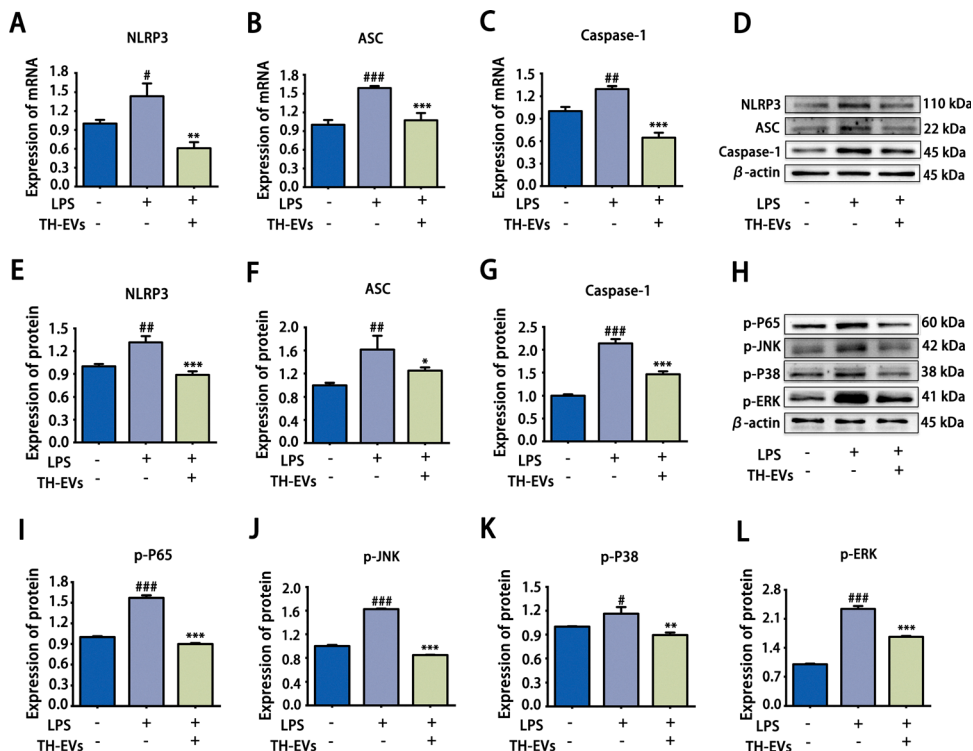 A
NLRP3
Expression of mRNA
1.8
1.5
1.2
0.9
0.6
0.3
0.0
#
**
LPS - + +
TH-EVs - - +
B
ASC
Expression of mRNA
1.8
1.5
1.2
0.9
0.6
0.3
0.0
###
***
LPS - + +
TH-EVs - - +
C
Caspase-1
Expression of mRNA
1.5
1.2
0.9
0.6
0.3
0.0
##
***
LPS - + +
TH-EVs - - +
D
NLRP3 110 kDa
ASC 22 kDa
Caspase-1 45 kDa
β-actin 45 kDa
LPS - + +
TH-EVs - - +
E
NLRP3
Expression of protein
1.5
1.2
0.9
0.6
0.3
0.0
##
***
LPS - + +
TH-EVs - - +
F
ASC
Expression of protein
2.0
1.6
1.2
0.8
0.4
0.0
##
*
LPS - + +
TH-EVs - - +
G
Caspase-1
Expression of protein
2.5
2.0
1.5
1.0
0.5
0.0
###
***
LPS - + +
TH-EVs - - +
H
p-P65 60 kDa
p-JNK 42 kDa
p-P38 38 kDa
p-ERK 41 kDa
β-actin 45 kDa
LPS - + +
TH-EVs - - +
I
p-P65
Expression of protein
1.8
1.5
1.2
0.9
0.6
0.3
0.0
###
***
LPS - + +
TH-EVs - - +
J
p-JNK
Expression of protein
2.0
1.6
1.2
0.8
0.4
0.0
###
***
LPS - + +
TH-EVs - - +
K
p-P38
Expression of protein
1.5
1.2
0.9
0.6
0.3
0.0
#
**
LPS - + +
TH-EVs - - +
L
p-ERK
Expression of protein
2.8
2.1
1.4
0.7
0.0
###
***
LPS - + +
TH-EVs - - +